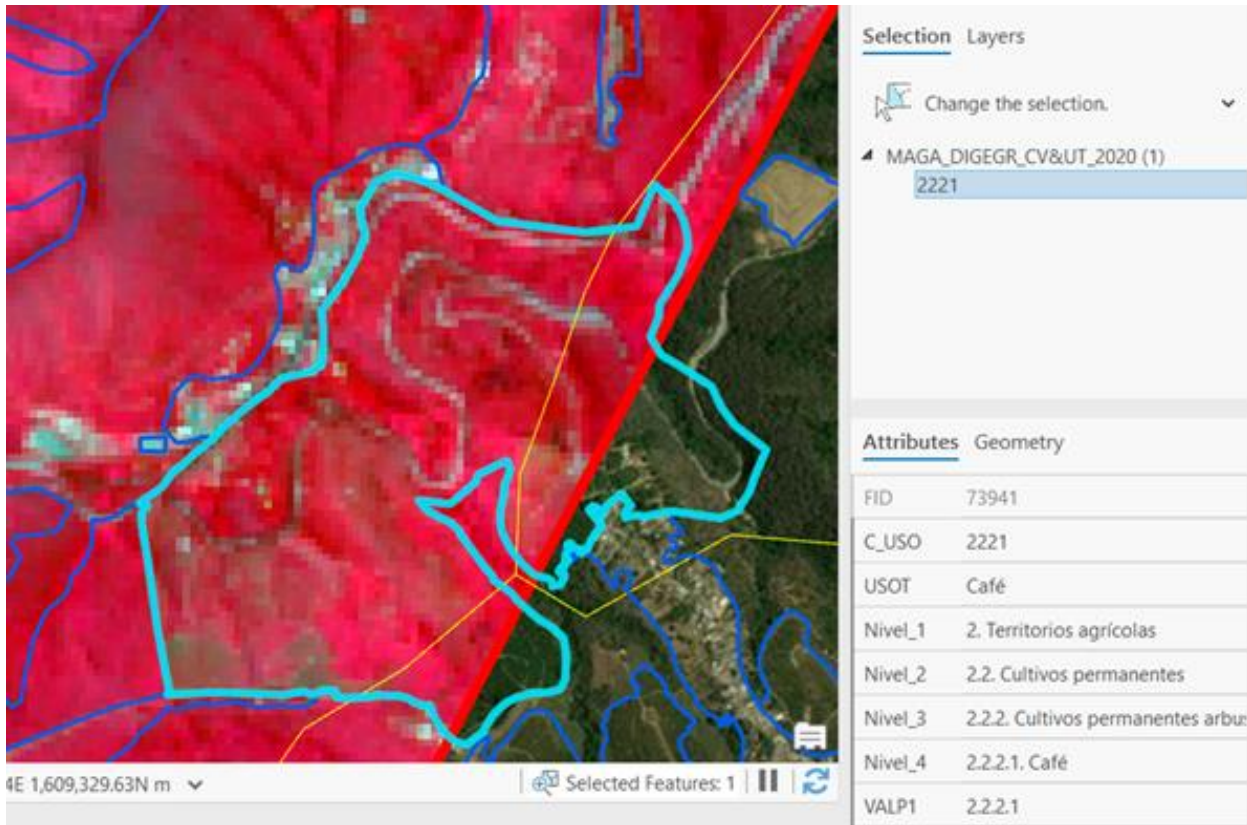 Selection Layers
Change the selection.
MAGA_DIGEGR_CV&UT_2020 (1)
2221
Attributes Geometry
FID 73941
C_USO 2221
USOT Café
Nivel_1 2. Territorios agrícolas
Nivel_2 2.2. Cultivos permanentes
Nivel_3 2.2.2. Cultivos permanentes arbus
Nivel_4 2.2.2.1. Café
VALP1 2.2.2.1
4E 1,609,329.63N m
Selected Features: 1